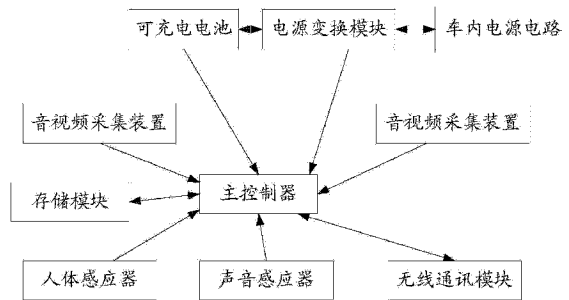 可充电电池
电源变换模块
车内电源电路
音视频采集装置
音视频采集装置
存储模块
主控制器
人体感应器
声音感应器
无线通讯模块